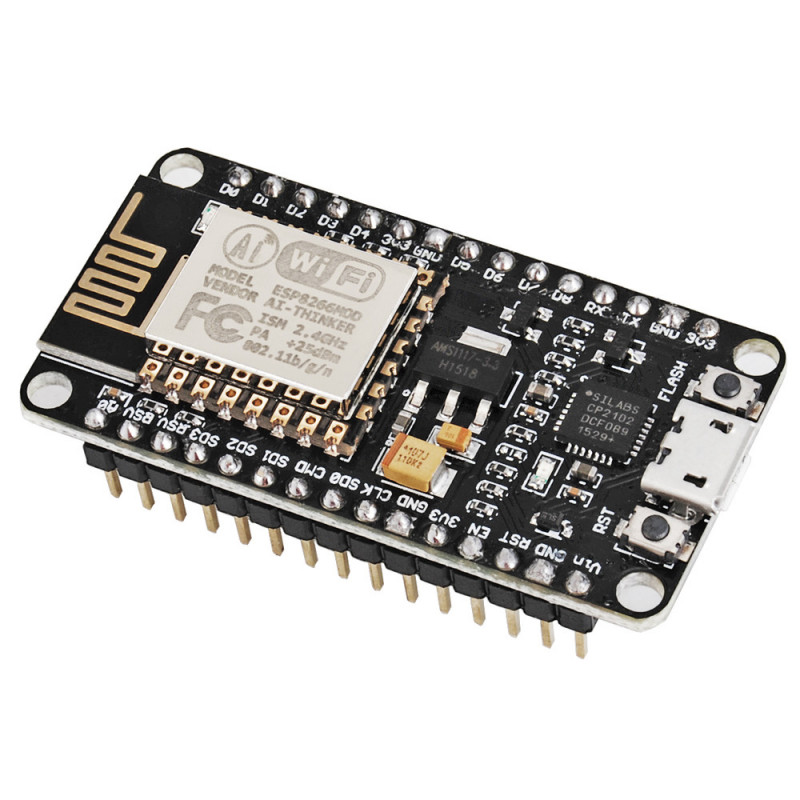 D0 D1 D2 D3 D4 3V3 GND D5 D6 D7 D8 RX TX GND 3V3
Ai WiFi
MODEL ESP8266MOD
VENDOR AI-THINKER
FC ISM 2.4GHz
PA +25dBm
802.11b/g/n
AMS1117-3.3
H1518
107J
SILABS
CP2102
DCF0B9
1529+
FLASH
RST
A0 RSV RSV SD3 SD2 SD1 CMD SD0 CLK GND 3V3 EN RST GND Vin